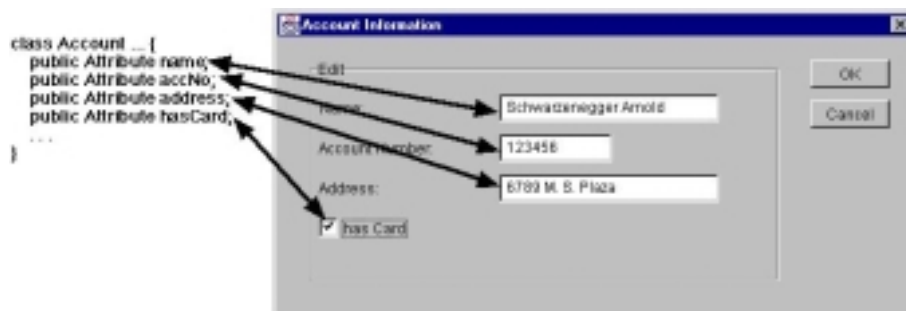 class Account ... {
public Attribute name;
public Attribute accNo;
public Attribute address;
public Attribute hasCard;
. . .
}
Account Information
Edit
Name:
Schwarzenegger Arnold
Account Number:
123456
Address:
6789 M. S. Plaza
has Card
OK
Cancel